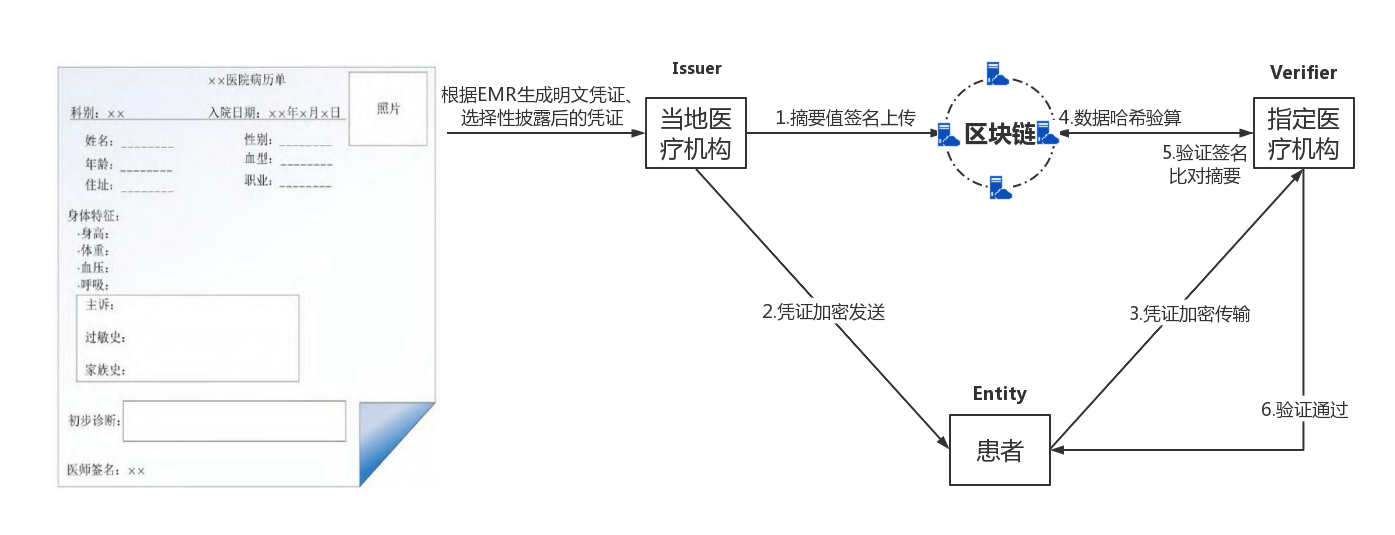 ××医院病历单
照片
科别：××
入院日期：××年×月×日
姓名：________
性别：________
年龄：________
血型：________
住址：________
职业：________
身体特征：
·身高：
·体重：
·血压：
·呼吸：
主诉：
过敏史：
家族史：
初步诊断：
医师签名：××
根据EMR生成明文凭证、
选择性披露后的凭证
Issuer
当地医
疗机构
1.摘要值签名上传
区块链
4.数据哈希验算
5.验证签名
比对摘要
Verifier
指定医
疗机构
2.凭证加密发送
3.凭证加密传输
Entity
患者
6.验证通过